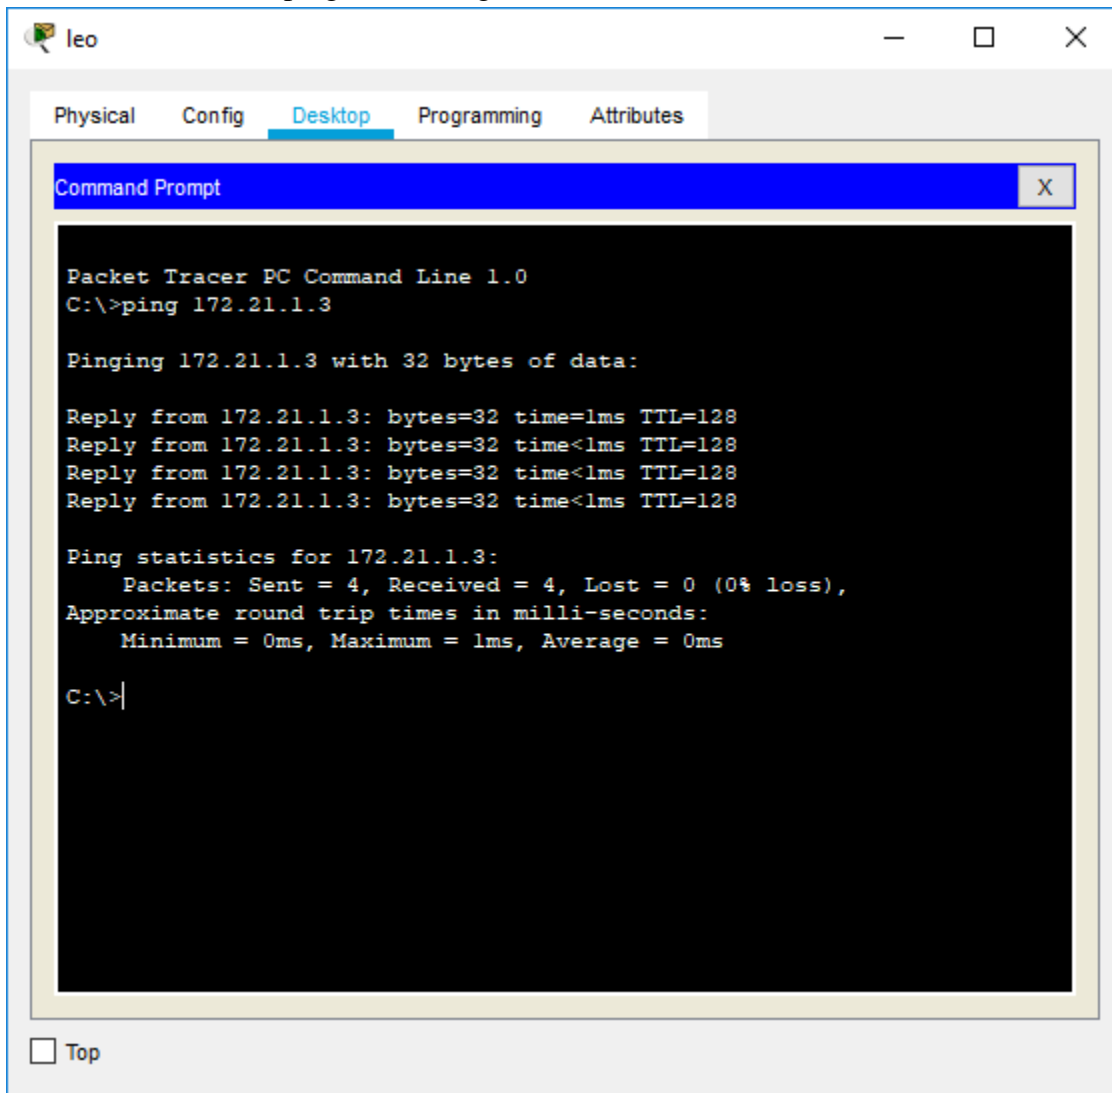 leo
Physical Config Desktop Programming Attributes
Command Prompt X
Packet Tracer PC Command Line 1.0
C:\>ping 172.21.1.3
Pinging 172.21.1.3 with 32 bytes of data:
Reply from 172.21.1.3: bytes=32 time=1ms TTL=128
Reply from 172.21.1.3: bytes=32 time<1ms TTL=128
Reply from 172.21.1.3: bytes=32 time<1ms TTL=128
Reply from 172.21.1.3: bytes=32 time<1ms TTL=128
Ping statistics for 172.21.1.3:
Packets: Sent = 4, Received = 4, Lost = 0 (0% loss),
Approximate round trip times in milli-seconds:
Minimum = 0ms, Maximum = 1ms, Average = 0ms
C:\>
Top